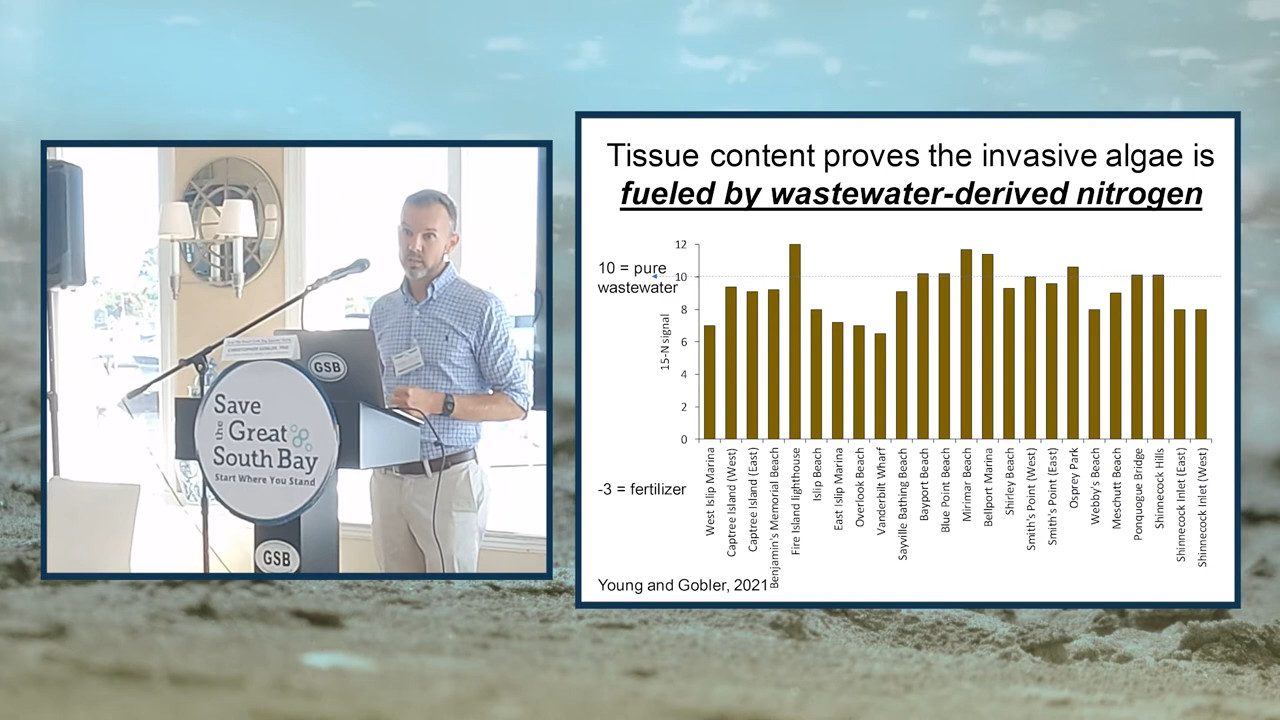 CHRISTOPHER GOBLER, PHD
GSB
Save
the Great
South Bay
Start Where You Stand
GSB
Tissue content proves the invasive algae is
fueled by wastewater-derived nitrogen
10 = pure
wastewater
-3 = fertilizer
15-N signal
12
10
8
6
4
2
0
West Islip Marina
Captree Island (West)
Captree Island (East)
Benjamin's Memorial Beach
Fire Island lighthouse
Islip Beach
East Islip Marina
Overlook Beach
Vanderbilt Wharf
Sayville Bathing Beach
Bayport Beach
Blue Point Beach
Mirimar Beach
Bellport Marina
Shirley Beach
Smith's Point (West)
Smith's Point (East)
Osprey Park
Webby's Beach
Meschutt Beach
Ponquogue Bridge
Shinnecock Hills
Shinnecock Inlet (East)
Shinnecock Inlet (West)
Young and Gobler, 2021